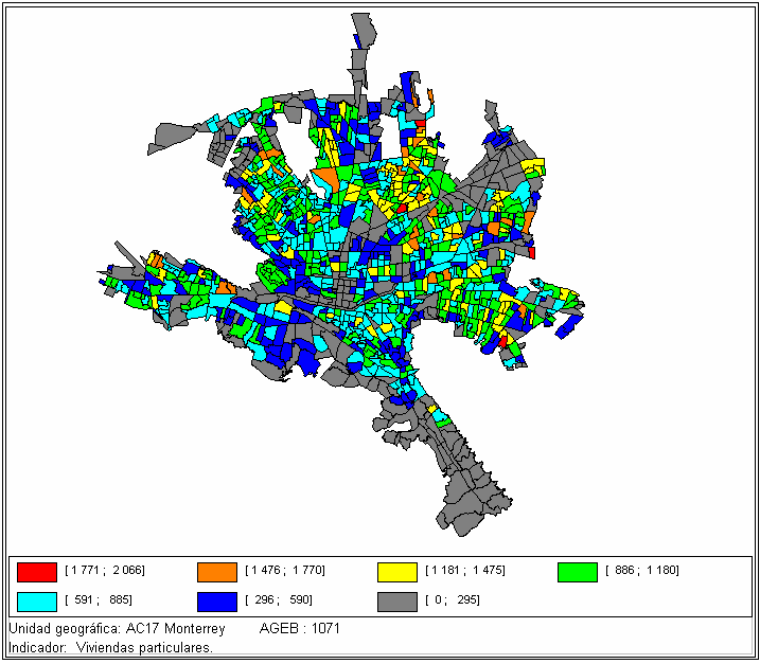 [ 1 771 ; 2 066] [ 1 476 ; 1 770] [ 1 181 ; 1 475] [ 886 ; 1 180]
[ 591 ; 885] [ 296 ; 590] [ 0 ; 295]
Unidad geográfica: AC17 Monterrey AGEB : 1071
Indicador: Viviendas particulares.